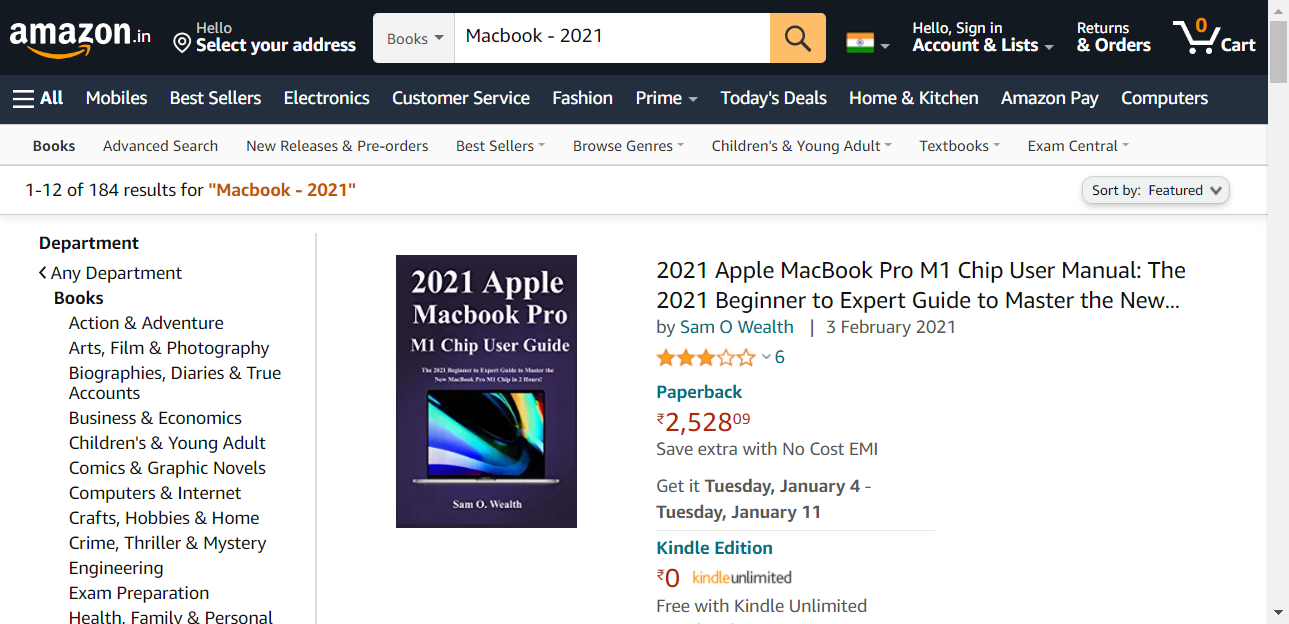 amazon.in
Hello
Select your address
Books
Macbook - 2021
Hello, Sign in
Account & Lists
Returns
& Orders
0
Cart
All
Mobiles
Best Sellers
Electronics
Customer Service
Fashion
Prime
Today's Deals
Home & Kitchen
Amazon Pay
Computers
Books
Advanced Search
New Releases & Pre-orders
Best Sellers
Browse Genres
Children's & Young Adult
Textbooks
Exam Central
1-12 of 184 results for "Macbook - 2021"
Sort by: Featured
Department
Any Department
Books
Action & Adventure
Arts, Film & Photography
Biographies, Diaries & True
Accounts
Business & Economics
Children's & Young Adult
Comics & Graphic Novels
Computers & Internet
Crafts, Hobbies & Home
Crime, Thriller & Mystery
Engineering
Exam Preparation
Health, Family & Personal
2021 Apple
Macbook Pro
M1 Chip User Guide
The 2021 Beginner to Expert Guide to Master the
New MacBook Pro M1 Chip in 2 Hours!
Sam O. Wealth
2021 Apple MacBook Pro M1 Chip User Manual: The
2021 Beginner to Expert Guide to Master the New...
by Sam O Wealth | 3 February 2021
6
Paperback
₹2,52809
Save extra with No Cost EMI
Get it Tuesday, January 4 -
Tuesday, January 11
Kindle Edition
₹0 kindleunlimited
Free with Kindle Unlimited